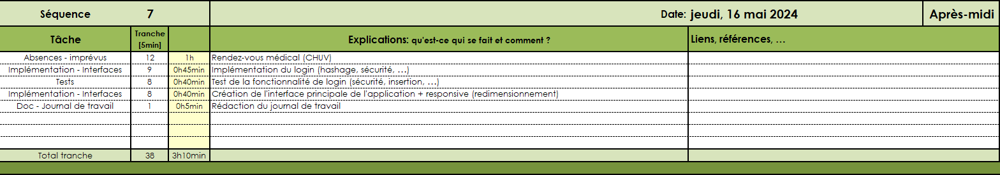 Séquence 7 Date: jeudi, 16 mai 2024 Après-midi
Tâche Tranche [5min] Explications: qu'est-ce qui se fait et comment ? Liens, références, …
Absences - imprévus 12 1h Rendez-vous médical (CHUV)
Implémentation - Interfaces 9 0h45min Implémentation du login (hashage, sécurité, …)
Tests 8 0h40min Test de la fonctionnalité de login (sécurité, insertion, …)
Implémentation - Interfaces 8 0h40min Création de l'interface principale de l'application + responsive (redimensionnement)
Doc - Journal de travail 1 0h5min Rédaction du journal de travail
Total tranche 38 3h10min